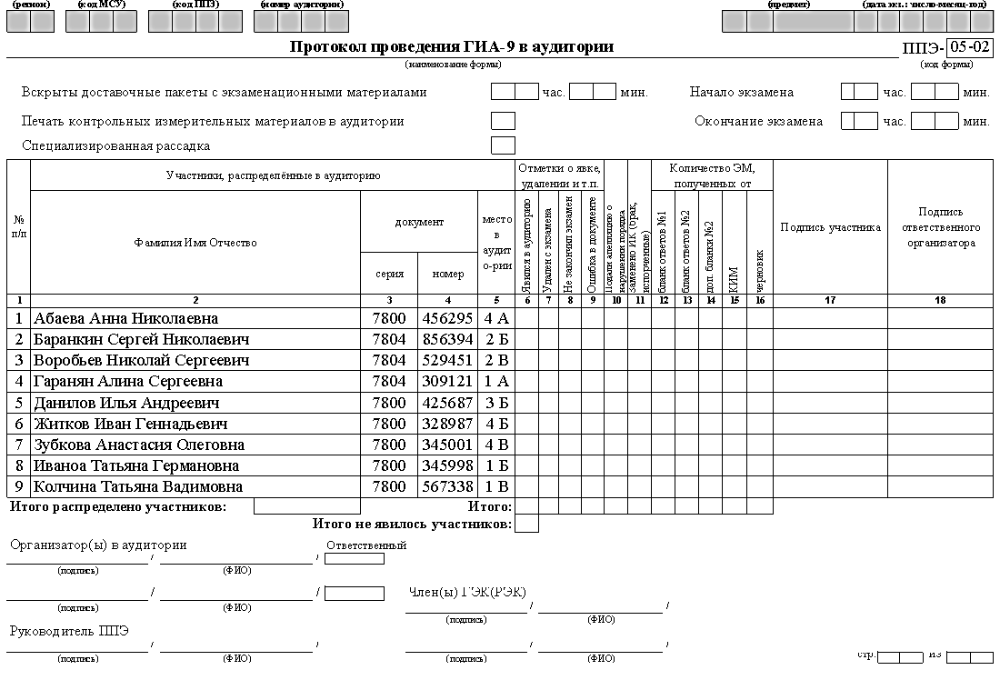 (регион) (код МСУ) (код ППЭ) (номер аудитории) (предмет) (дата экз.: число-месяц-год)
Протокол проведения ГИА-9 в аудитории ППЭ- 05-02
(наименование формы) (код формы)
Вскрыты доставочные пакеты с экзаменационными материалами час. мин. Начало экзамена час. мин.
Печать контрольных измерительных материалов в аудитории Окончание экзамена час. мин.
Специализированная рассадка
№ п/п
Участники, распределённые в аудиторию
Фамилия Имя Отчество
документ
серия
номер
место
в
аудит
о-рии
Отметки о явке,
удалении и т.п.
Явился в аудиторию
Удален с экзамена
Не закончил экзамен
Ошибка в документе
Подали апелляцию о
нарушении порядка
Заменено ИК (брак,
испорченные)
Количество ЭМ,
полученных от
бланк ответов №1
бланк ответов №2
доп. бланки №2
КИМ
черновик
Подпись участника
Подпись
ответственного
организатора
1 2 3 4 5 6 7 8 9 10 11 12 13 14 15 16 17 18
1 Абаева Анна Николаевна 7800 456295 4 А
2 Баранкин Сергей Николаевич 7804 856394 2 Б
3 Воробьев Николай Сергеевич 7804 529451 2 В
4 Гаранян Алина Сергеевна 7804 309121 1 А
5 Данилов Илья Андреевич 7800 425687 3 Б
6 Житков Иван Геннадьевич 7800 328987 4 Б
7 Зубкова Анастасия Олеговна 7800 345001 4 В
8 Иваноа Татьяна Германовна 7800 345998 1 Б
9 Колчина Татьяна Вадимовна 7800 567338 1 В
Итого распределено участников: Итого:
Итого не явилось участников:
Организатор(ы) в аудитории Ответственный
/ /
(подпись) (ФИО)
/ / Член(ы) ГЭК(РЭК)
(подпись) (ФИО) / /
(подпись) (ФИО)
Руководитель ППЭ
/ / / /
(подпись) (ФИО) (подпись) (ФИО) стр. из